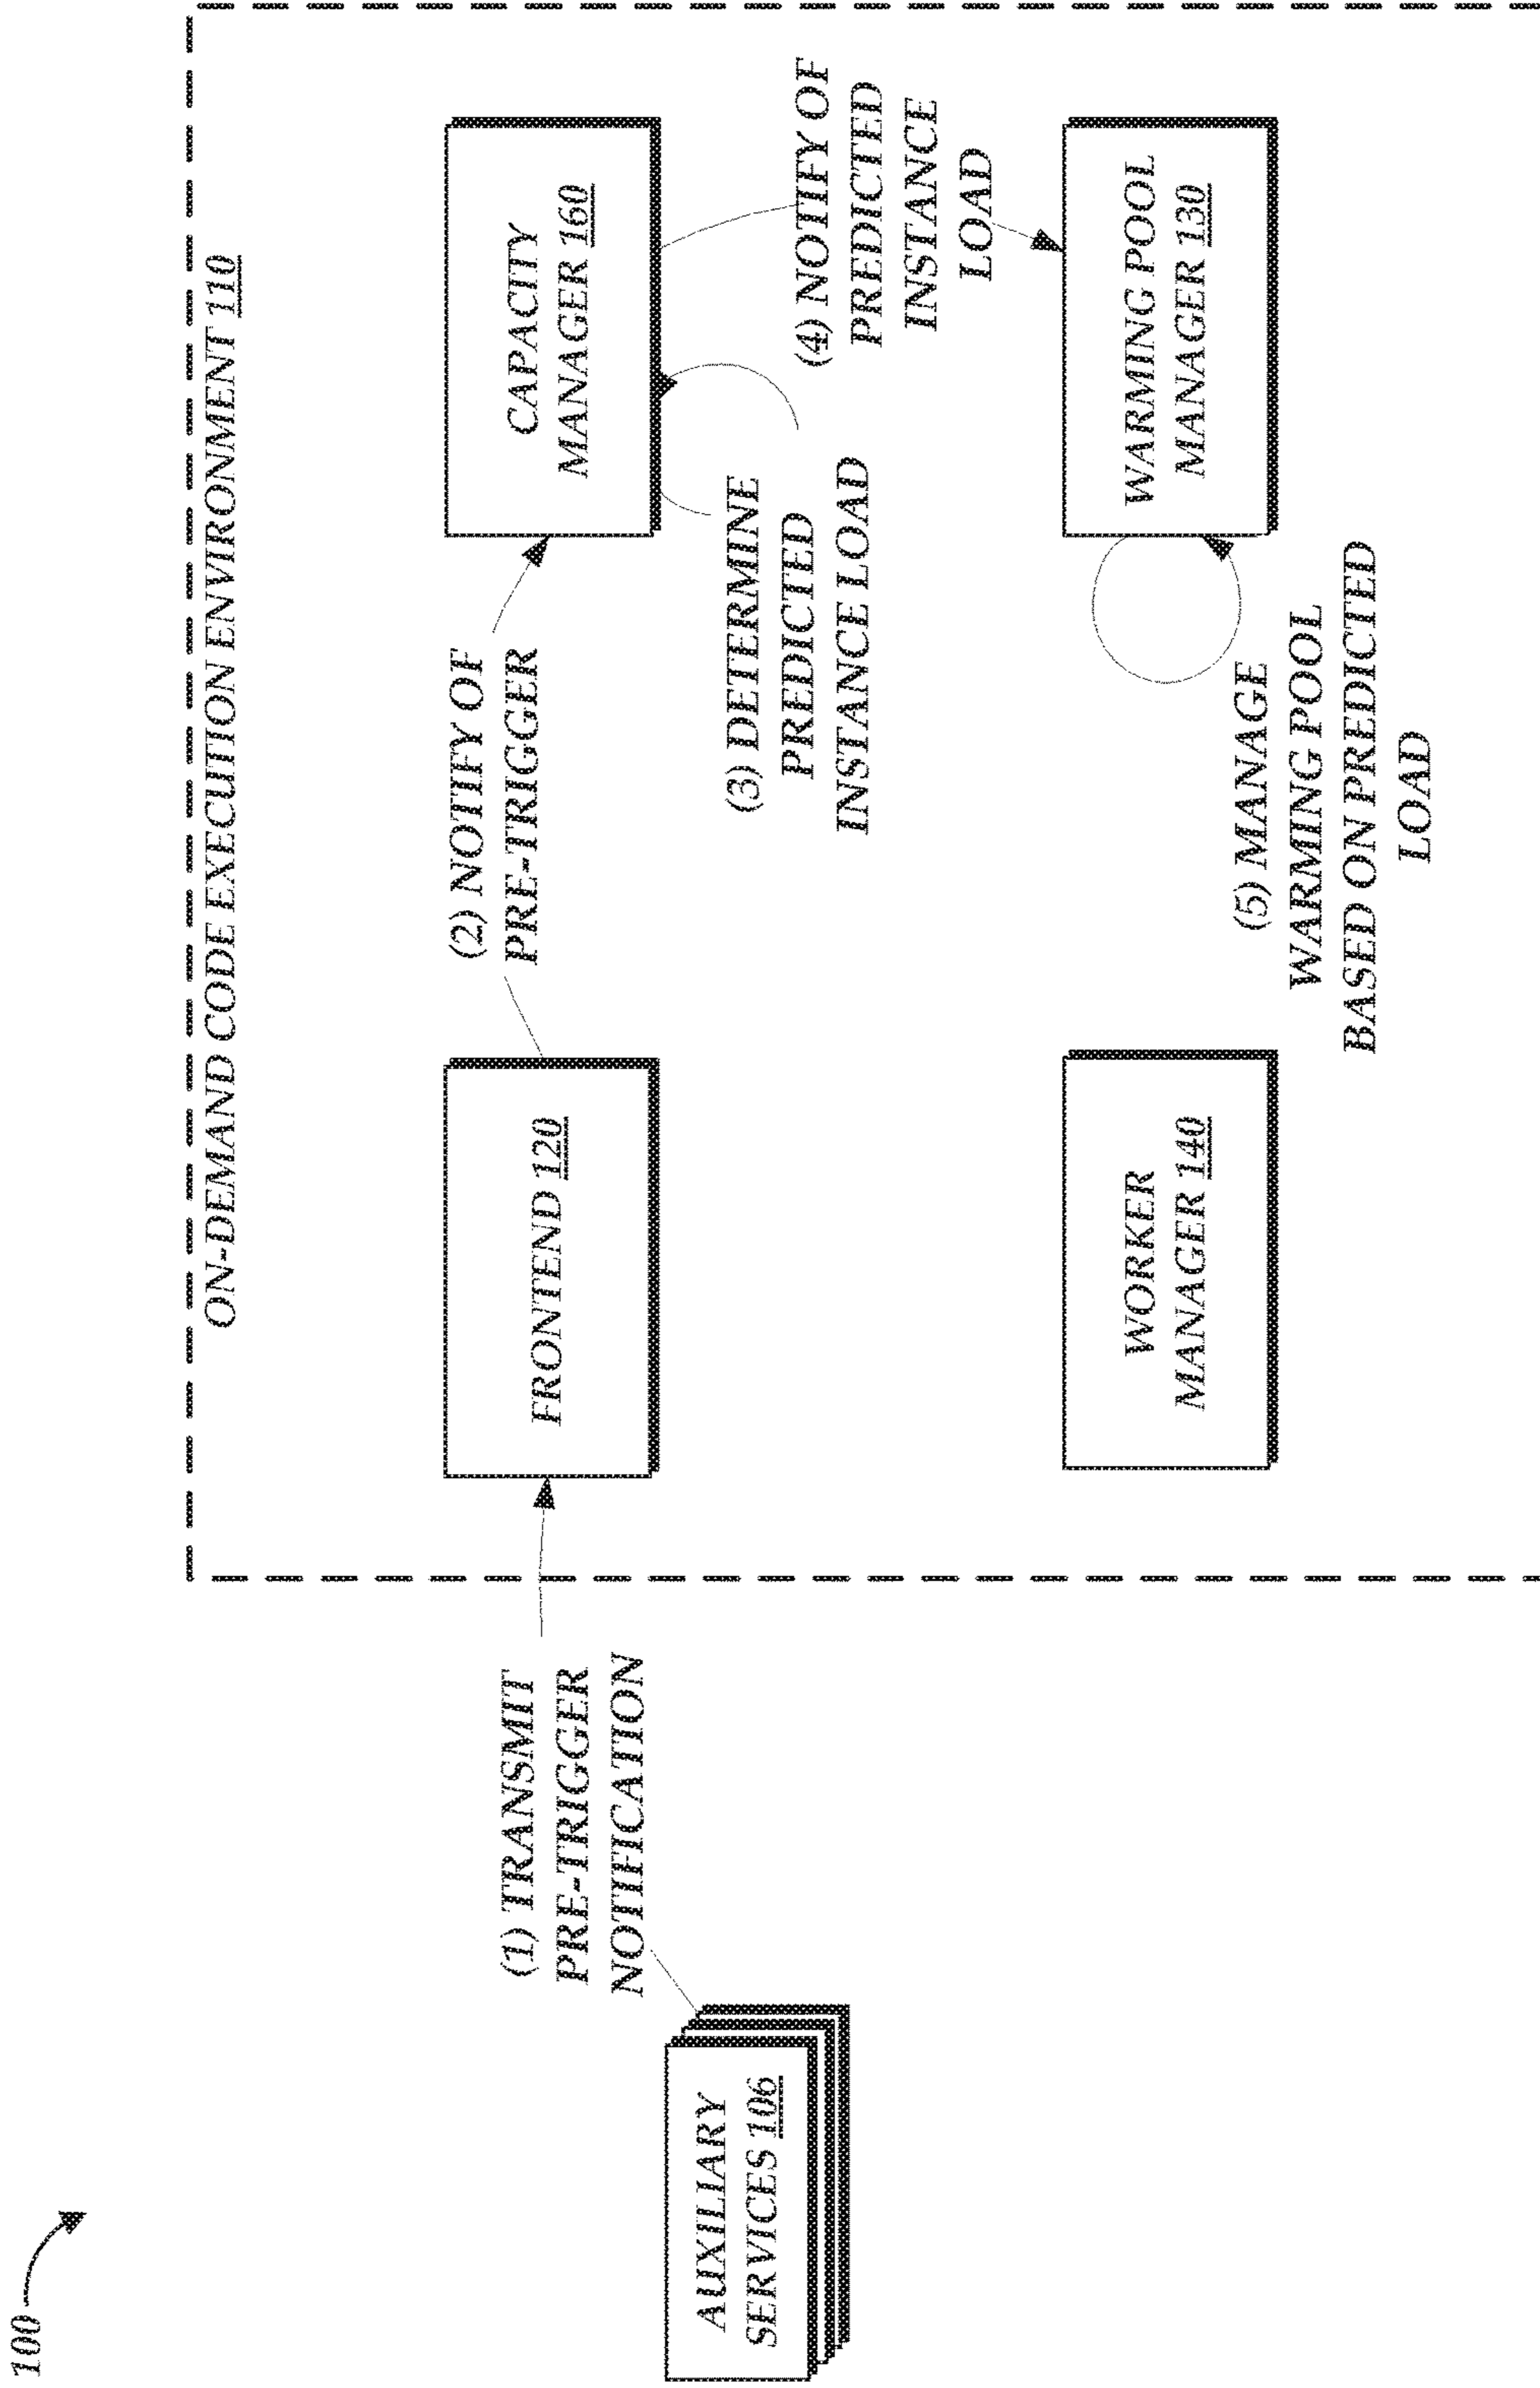 100
ON-DEMAND CODE EXECUTION ENVIRONMENT 110
AUXILIARY
SERVICES 106
(1) TRANSMIT
PRE-TRIGGER
NOTIFICATION
FRONTEND 120
(2) NOTIFY OF
PRE-TRIGGER
CAPACITY
MANAGER 160
(3) DETERMINE
PREDICTED
INSTANCE LOAD
(4) NOTIFY OF
PREDICTED
INSTANCE
LOAD
WORKER
MANAGER 140
WARMING POOL
MANAGER 130
(5) MANAGE
WARMING POOL
BASED ON PREDICTED
LOAD